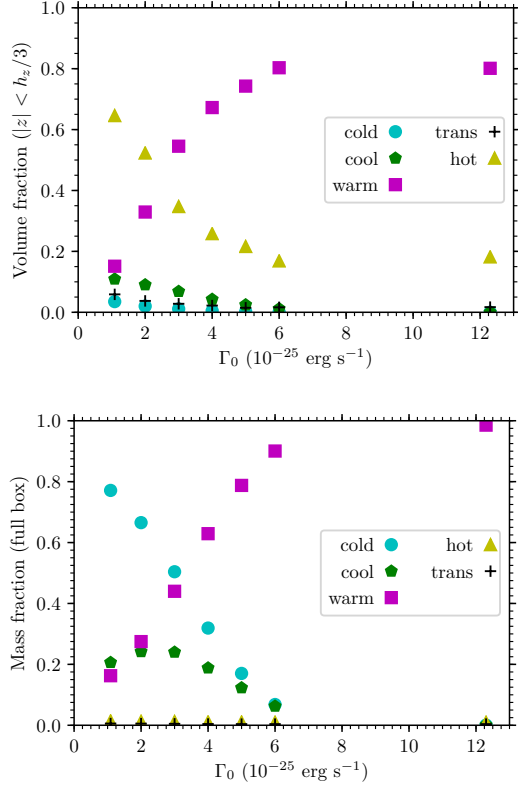 1.0
0.8
0.6
0.4
0.2
0.0
Volume fraction (|z| < h_z/3)
cold
cool
warm
trans
hot
0 2 4 6 8 10 12
Γ₀ (10⁻²⁵ erg s⁻¹)
1.0
0.8
0.6
0.4
0.2
0.0
Mass fraction (full box)
cold
cool
warm
hot
trans
0 2 4 6 8 10 12
Γ₀ (10⁻²⁵ erg s⁻¹)